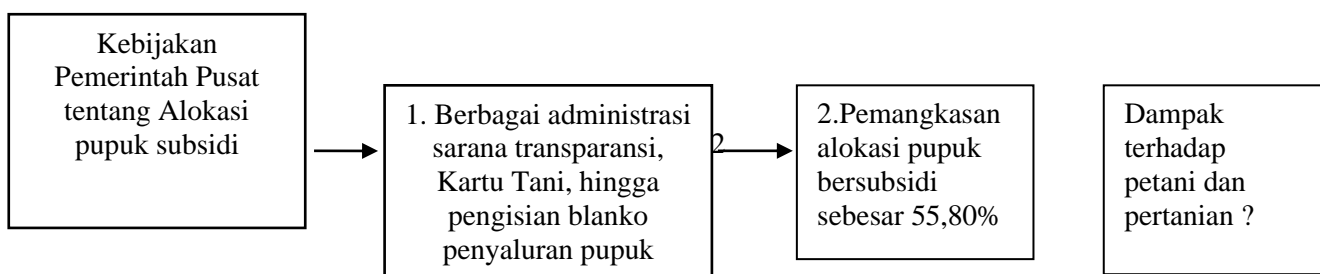 Kebijakan
Pemerintah Pusat
tentang Alokasi
pupuk subsidi
1. Berbagai administrasi
sarana transparansi,
Kartu Tani, hingga
pengisian blanko
penyaluran pupuk
2
2.Pemangkasan
alokasi pupuk
bersubsidi
sebesar 55,80%
Dampak
terhadap
petani dan
pertanian ?